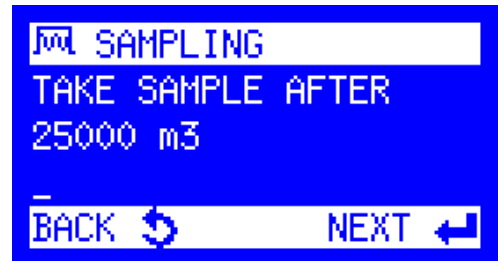 SAMPLING
TAKE SAMPLE AFTER
25000 m3
_
BACK NEXT